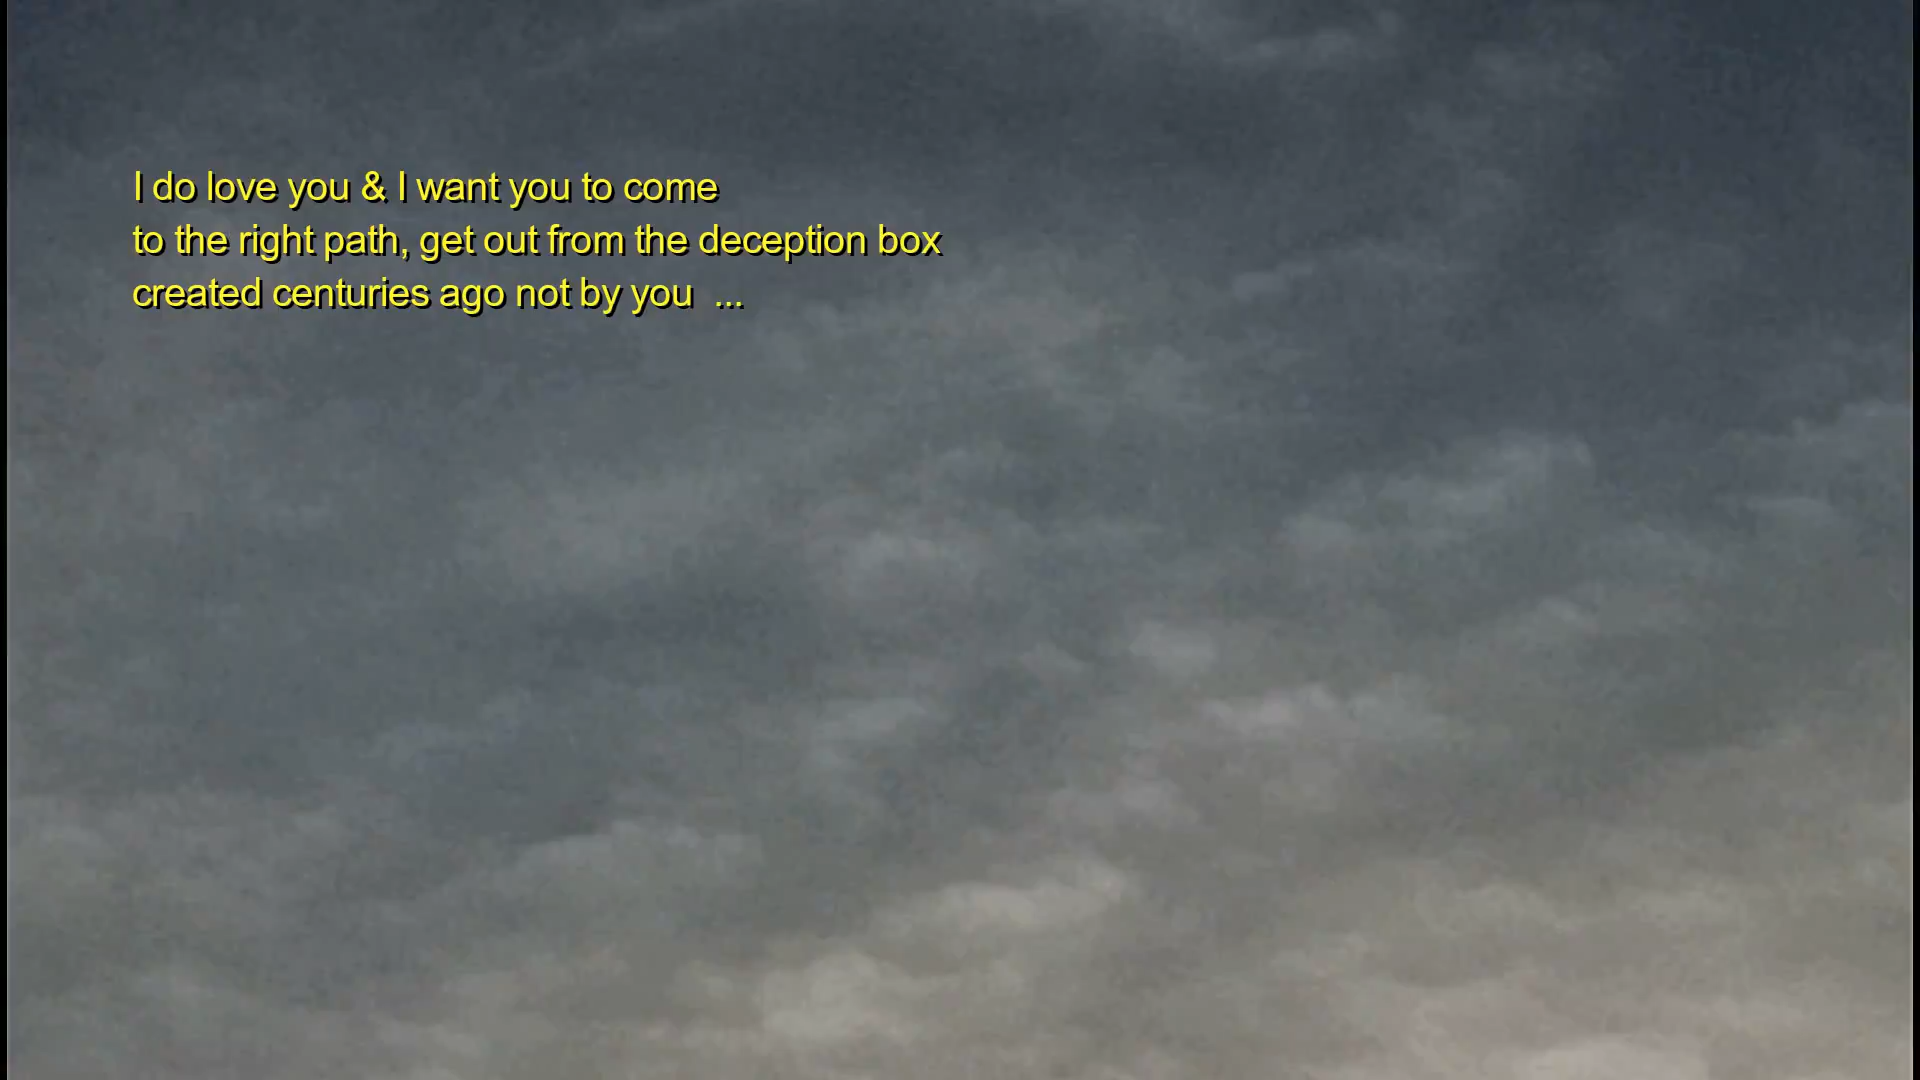 I do love you & I want you to come
to the right path, get out from the deception box
created centuries ago not by you  ...